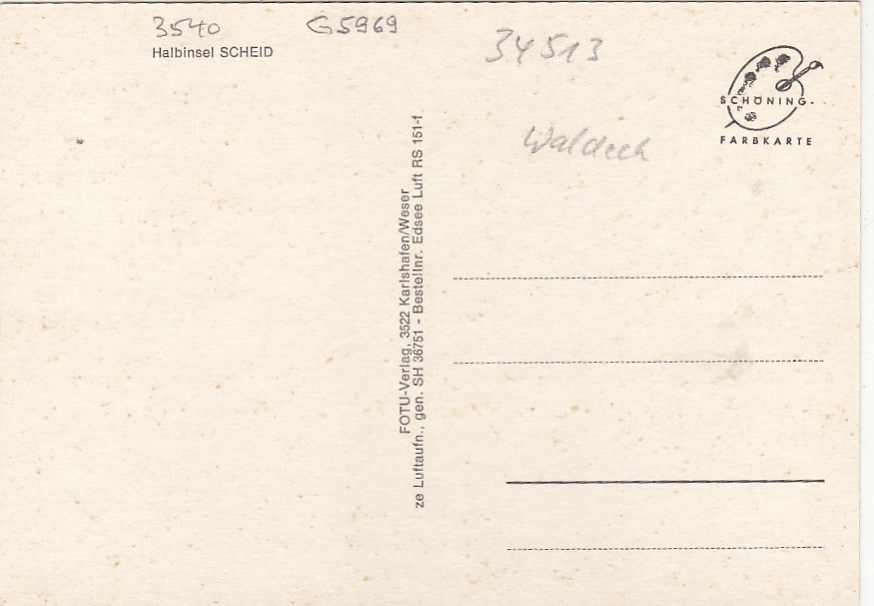 3540 G5969
Halbinsel SCHEID
34513
Waldeck
SCHÖNING-
FARBKARTE
FOTU-Verlag, 3522 Karlshafen/Weser
ze Luftaufn., gen. SH 36751 - Bestellnr. Edsee Luft RS 151-f